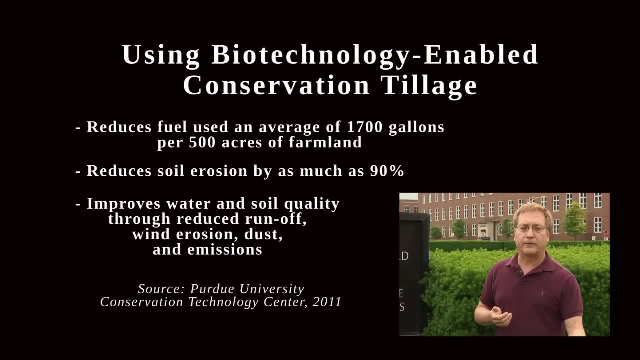 Using Biotechnology-Enabled
Conservation Tillage
- Reduces fuel used an average of 1700 gallons
per 500 acres of farmland
- Reduces soil erosion by as much as 90%
- Improves water and soil quality
through reduced run-off,
wind erosion, dust,
and emissions
Source: Purdue University
Conservation Technology Center, 2011